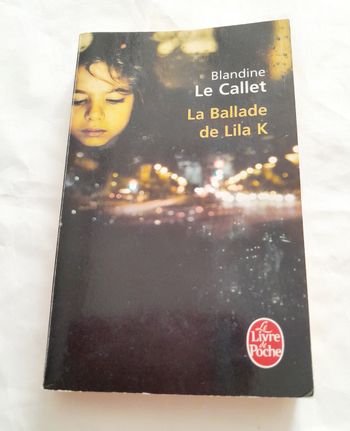 Blandine
Le Callet
La Ballade
de Lila K
Le
Livre
de
Poche